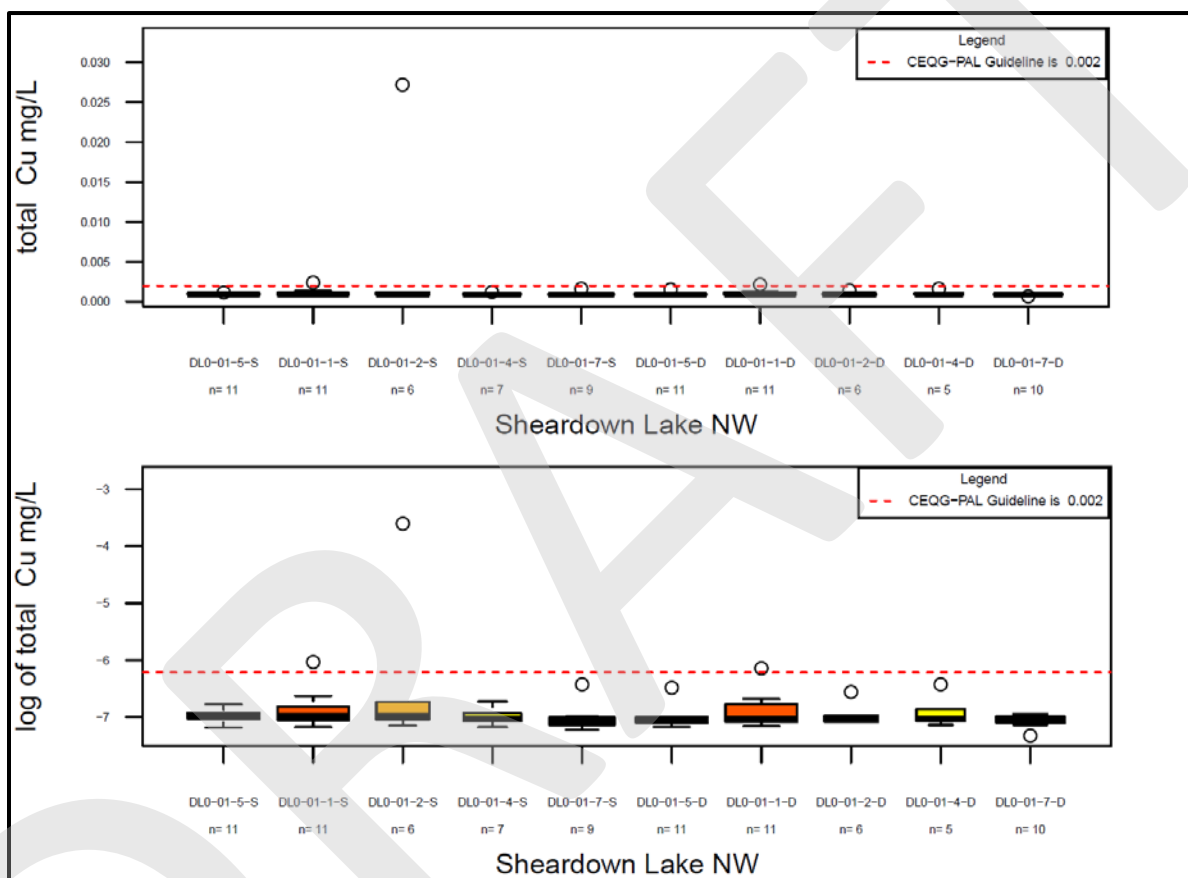 Legend
CEQG-PAL Guideline is 0.002
total Cu mg/L
0.030
0.025
0.020
0.015
0.010
0.005
0.000
DL0-01-5-S DL0-01-1-S DL0-01-2-S DL0-01-4-S DL0-01-7-S DL0-01-5-D DL0-01-1-D DL0-01-2-D DL0-01-4-D DL0-01-7-D
n= 11 n= 11 n= 6 n= 7 n= 9 n= 11 n= 11 n= 6 n= 5 n= 10
Sheardown Lake NW
Legend
CEQG-PAL Guideline is 0.002
log of total Cu mg/L
-3
-4
-5
-6
-7
DL0-01-5-S DL0-01-1-S DL0-01-2-S DL0-01-4-S DL0-01-7-S DL0-01-5-D DL0-01-1-D DL0-01-2-D DL0-01-4-D DL0-01-7-D
n= 11 n= 11 n= 6 n= 7 n= 9 n= 11 n= 11 n= 6 n= 5 n= 10
Sheardown Lake NW
DRAFT